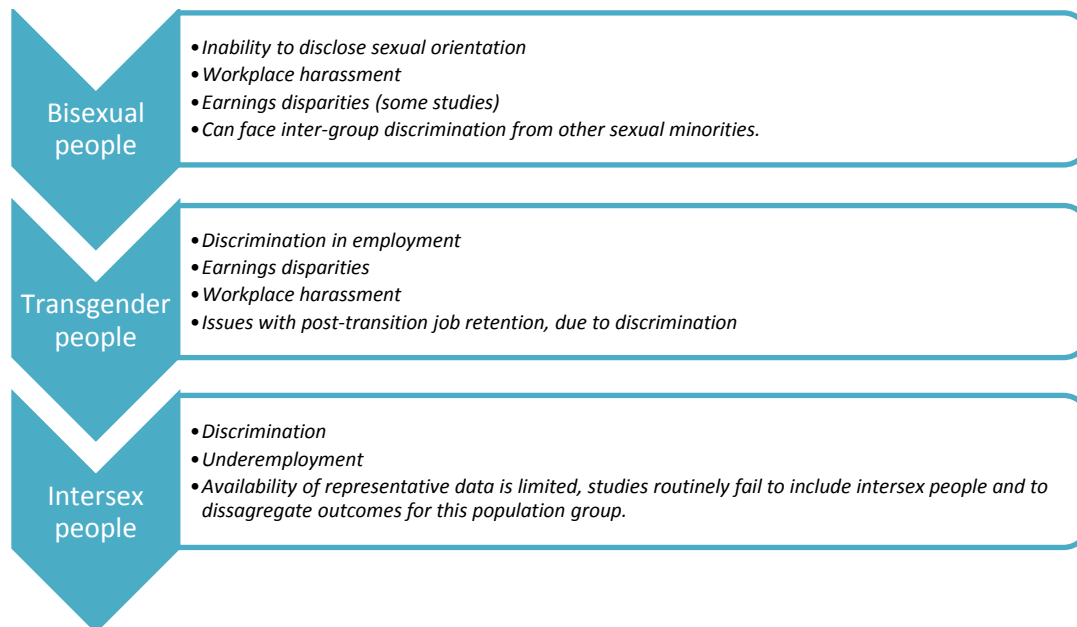 Bisexual
people
•Inability to disclose sexual orientation
•Workplace harassment
•Earnings disparities (some studies)
•Can face inter-group discrimination from other sexual minorities.
Transgender
people
•Discrimination in employment
•Earnings disparities
•Workplace harassment
•Issues with post-transition job retention, due to discrimination
Intersex
people
•Discrimination
•Underemployment
•Availability of representative data is limited, studies routinely fail to include intersex people and to
dissagregate outcomes for this population group.